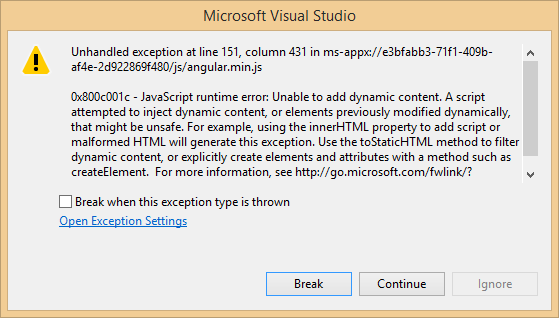 Microsoft Visual Studio
Unhandled exception at line 151, column 431 in ms-appx://e3bfabb3-71f1-409b-
af4e-2d922869f480/js/angular.min.js
0x800c001c - JavaScript runtime error: Unable to add dynamic content. A script
attempted to inject dynamic content, or elements previously modified dynamically,
that might be unsafe. For example, using the innerHTML property to add script or
malformed HTML will generate this exception. Use the toStaticHTML method to filter
dynamic content, or explicitly create elements and attributes with a method such as
createElement.  For more information, see http://go.microsoft.com/fwlink/?
Break when this exception type is thrown
Open Exception Settings
Break
Continue
Ignore